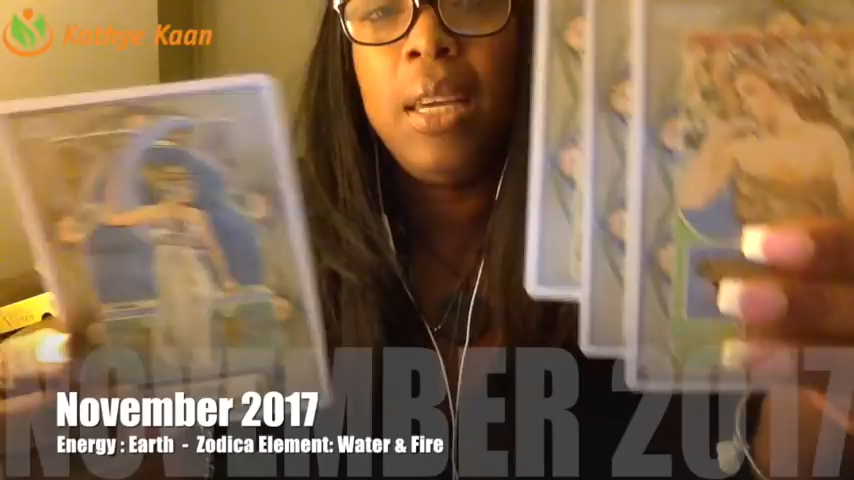 Kathye Kaan
November 2017
Energy : Earth - Zodica Element: Water & Fire
NOVEMBER 2017